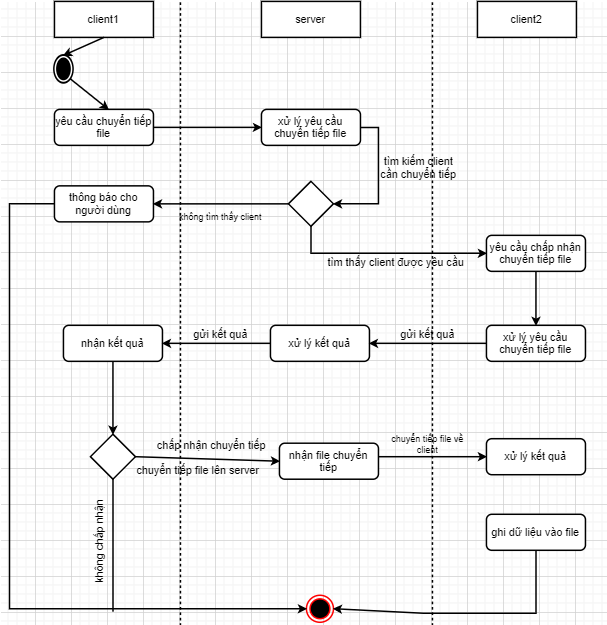 client1
server
client2
yêu cầu chuyển tiếp
file
xử lý yêu cầu
chuyển tiếp file
tìm kiếm client
cần chuyển tiếp
thông báo cho
người dùng
không tìm thấy client
tìm thấy client được yêu cầu
yêu cầu chấp nhận
chuyển tiếp file
nhận kết quả
gửi kết quả
xử lý kết quả
gửi kết quả
xử lý yêu cầu
chuyển tiếp file
chấp nhận chuyển tiếp
chuyển tiếp file lên server
nhận file chuyển
tiếp
chuyển tiếp file về
client
xử lý kết quả
không chấp nhận
ghi dữ liệu vào file